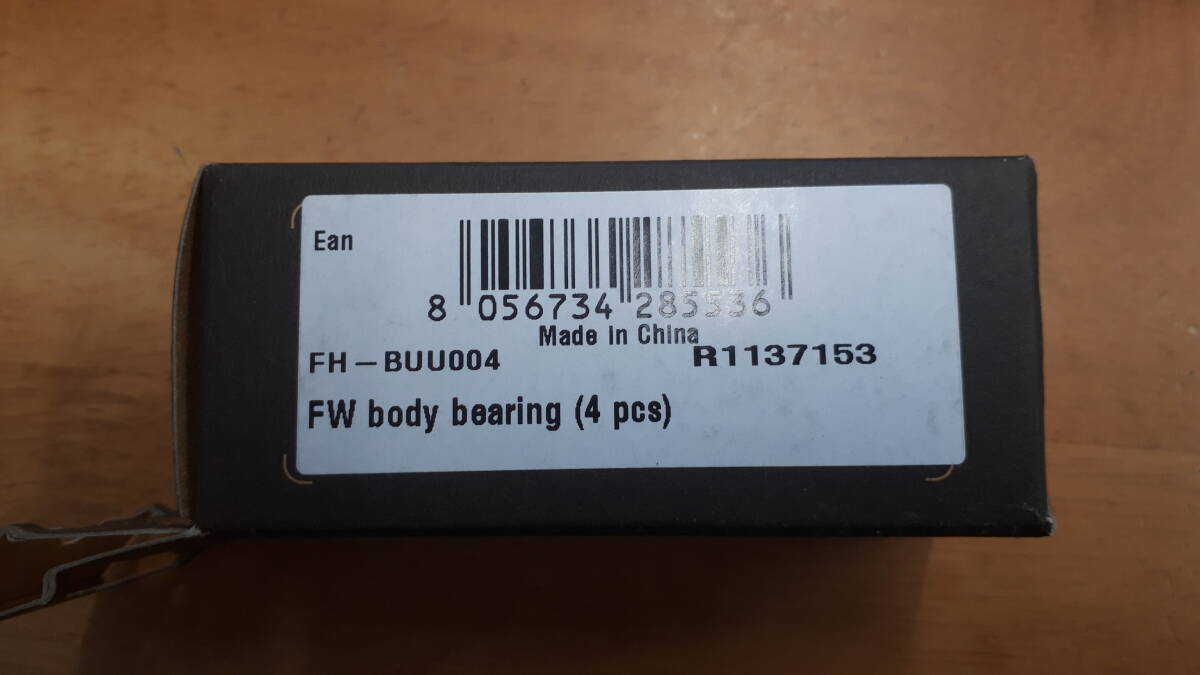 Ean
8 056734 285536
Made in China
FH-BUU004 R1137153
FW body bearing (4 pcs)